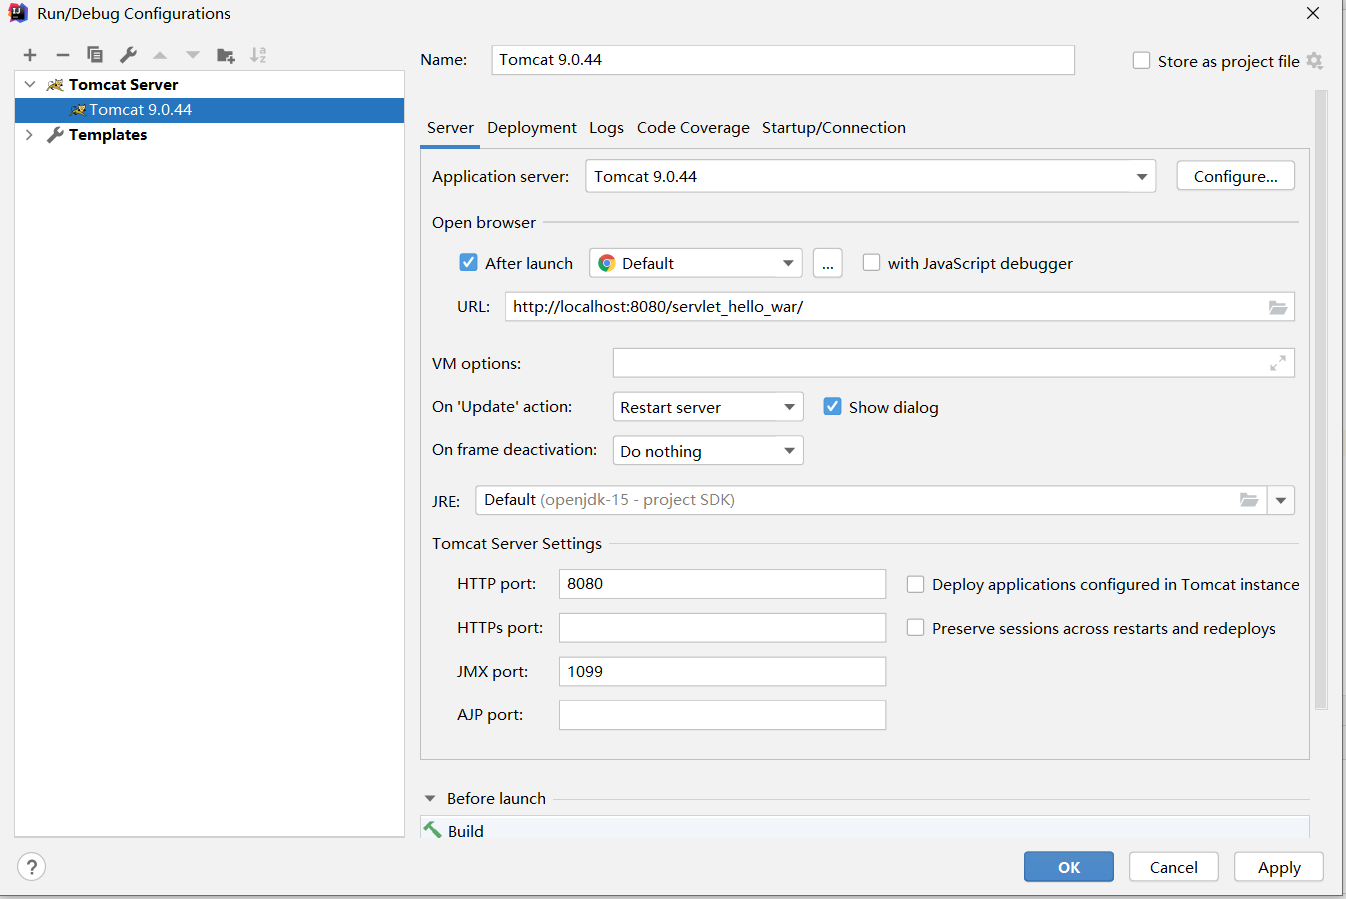 Run/Debug Configurations
Name: Tomcat 9.0.44 Store as project file
Tomcat Server
Tomcat 9.0.44
Templates
Server Deployment Logs Code Coverage Startup/Connection
Application server: Tomcat 9.0.44 Configure...
Open browser
After launch Default ... with JavaScript debugger
URL: http://localhost:8080/servlet_hello_war/
VM options:
On 'Update' action: Restart server Show dialog
On frame deactivation: Do nothing
JRE: Default (openjdk-15 - project SDK)
Tomcat Server Settings
HTTP port: 8080 Deploy applications configured in Tomcat instance
HTTPs port: Preserve sessions across restarts and redeploys
JMX port: 1099
AJP port:
Before launch
Build
? OK Cancel Apply